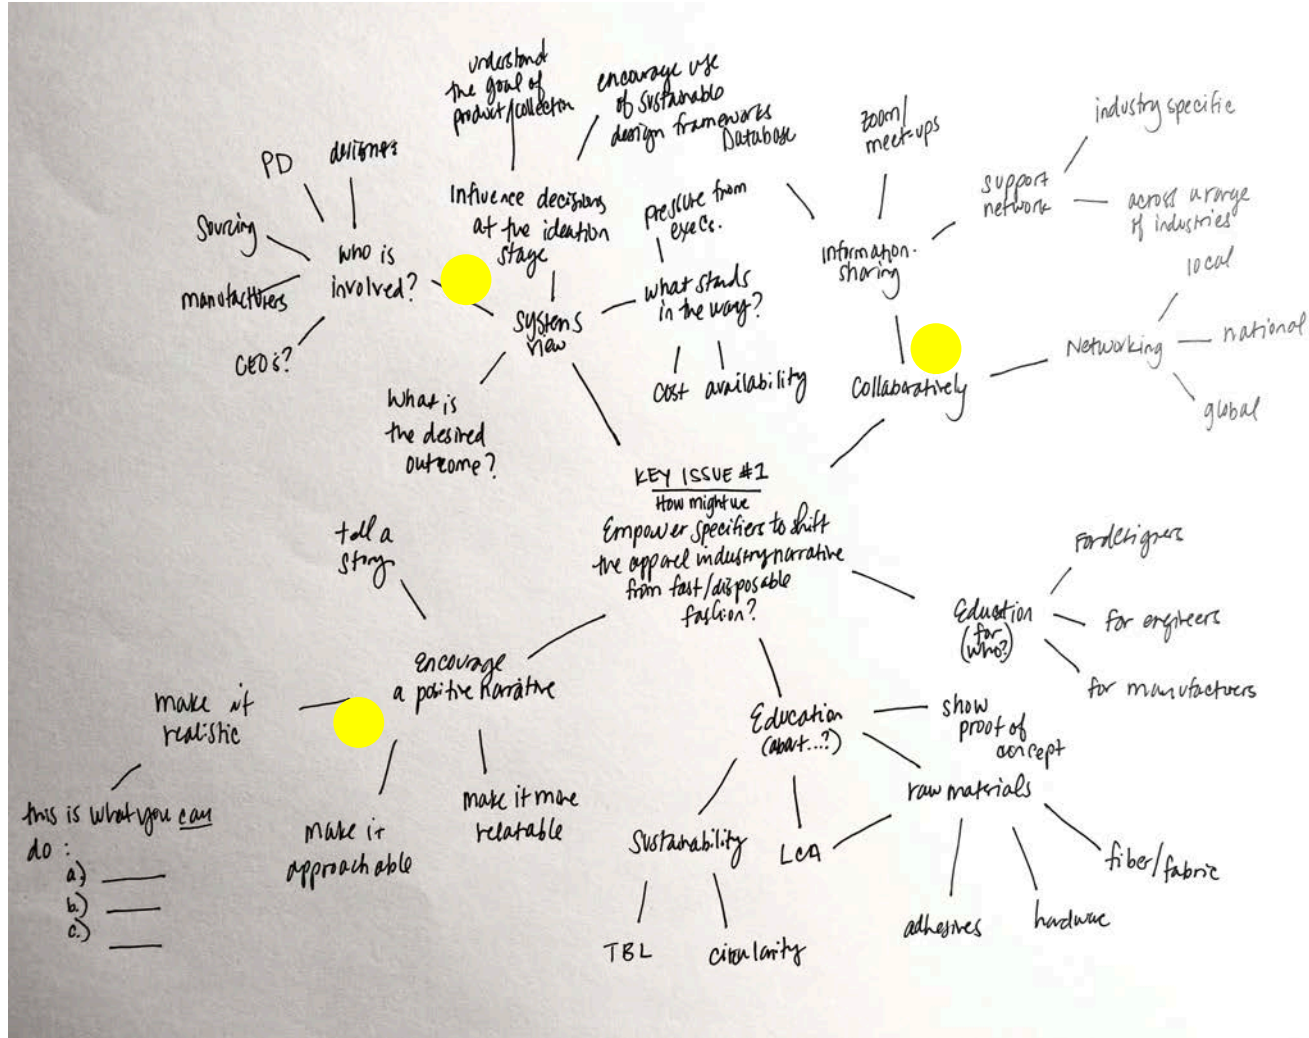 understand
the goal of
product/collection
encourage use
of sustainable
design frameworks
Database
zoom/
meet-ups
industry specific
PD
designers
support
network
across a range
of industries
Influence decisions
at the ideation
stage
pressure from
execs.
Sourcing
who is
involved?
information-
sharing
local
manufacturers
what stands
in the way?
systems
view
Networking
national
CEO's?
cost
availability
Collaboratively
global
What is
the desired
outcome?
KEY ISSUE #1
How might we
Empower specifiers to shift
the apparel industry narrative
from fast/disposable
fashion?
tell a
story
For designers
Education
(for
who?)
for engineers
for manufacturers
encourage
a positive narrative
make it
realistic
Education
(about...?)
show
proof of
concept
raw materials
this is what you can
do:
a.)
b.)
c.)
make it
approachable
make it more
relatable
Sustainability
LCA
fiber/fabric
adhesives
hardware
TBL
circularity